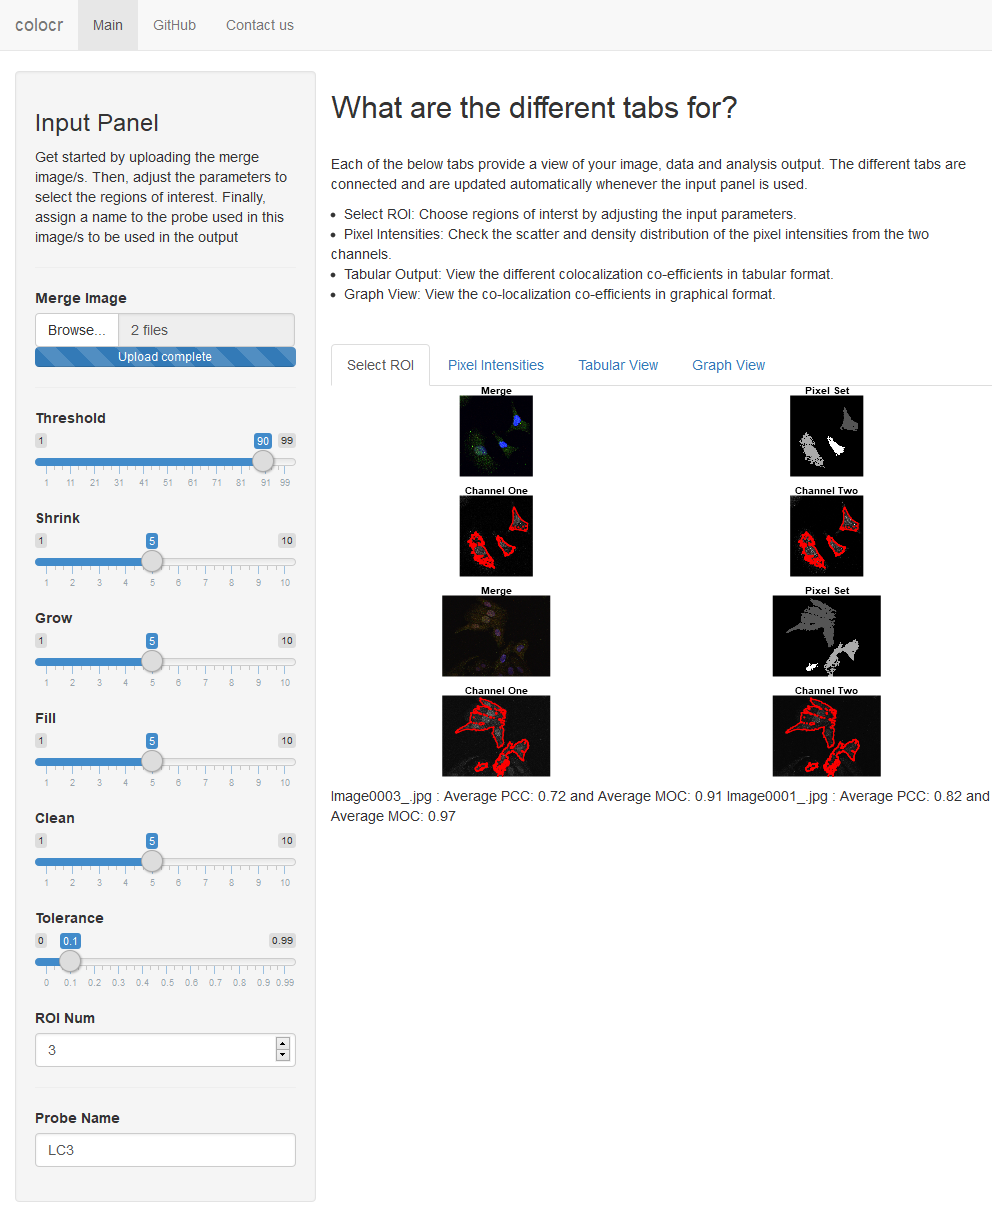 colocr Main GitHub Contact us
Input Panel
Get started by uploading the merge
image/s. Then, adjust the parameters to
select the regions of interest. Finally,
assign a name to the probe used in this
image/s to be used in the output
Merge Image
Browse... 2 files
Upload complete
Threshold
1 90 99
1 11 21 31 41 51 61 71 81 91 99
Shrink
1 5 10
1 2 3 4 5 6 7 8 9 10
Grow
1 5 10
1 2 3 4 5 6 7 8 9 10
Fill
1 5 10
1 2 3 4 5 6 7 8 9 10
Clean
1 5 10
1 2 3 4 5 6 7 8 9 10
Tolerance
0 0.1 0.99
0 0.1 0.2 0.3 0.4 0.5 0.6 0.7 0.8 0.9 0.99
ROI Num
3
Probe Name
LC3
What are the different tabs for?
Each of the below tabs provide a view of your image, data and analysis output. The different tabs are
connected and are updated automatically whenever the input panel is used.
• Select ROI: Choose regions of interst by adjusting the input parameters.
• Pixel Intensities: Check the scatter and density distribution of the pixel intensities from the two
channels.
• Tabular Output: View the different colocalization co-efficients in tabular format.
• Graph View: View the co-localization co-efficients in graphical format.
Select ROI Pixel Intensities Tabular View Graph View
Merge Pixel Set
Channel One Channel Two
Merge Pixel Set
Channel One Channel Two
Image0003_.jpg : Average PCC: 0.72 and Average MOC: 0.91 Image0001_.jpg : Average PCC: 0.82 and
Average MOC: 0.97